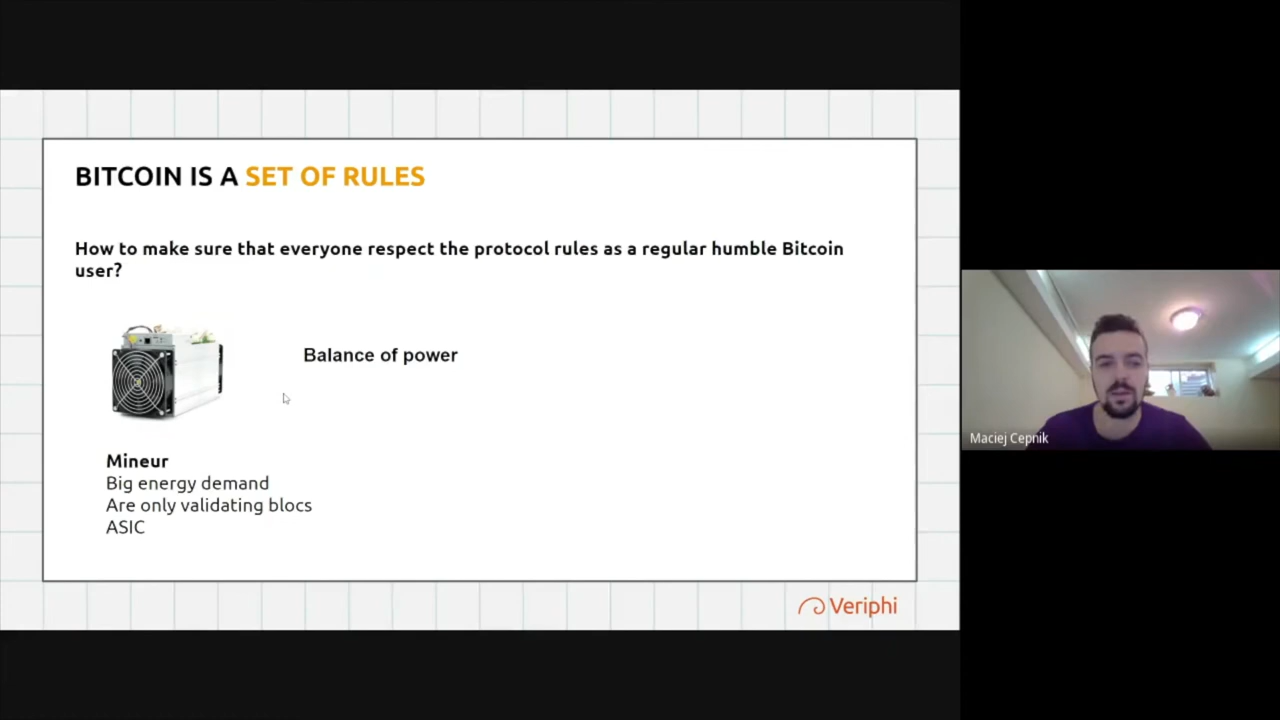 BITCOIN IS A SET OF RULES
How to make sure that everyone respect the protocol rules as a regular humble Bitcoin
user?
Balance of power
Mineur
Big energy demand
Are only validating blocs
ASIC
Veriphi
Maciej Cepnik